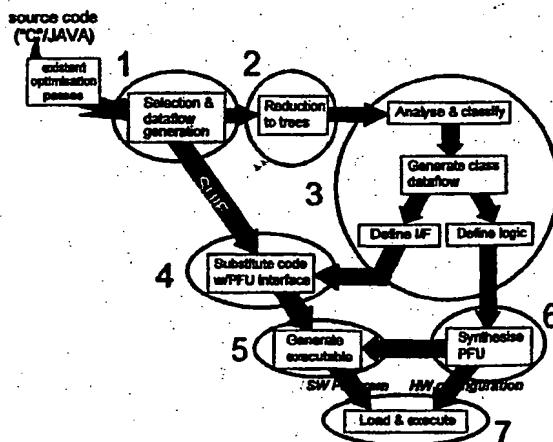 source code
("C"/JAVA)
existent
optimisation
passes
1
Selection &
dataflow
generation
2
Reduction
to trees
Analyse & classify
Generate class
dataflow
3
Define I/F
Define logic
SUIF
4
Substitute code
w/PFU interface
5
Generate
executable
6
Synthesise
PFU
SW Program
HW configuration
Load & execute
7